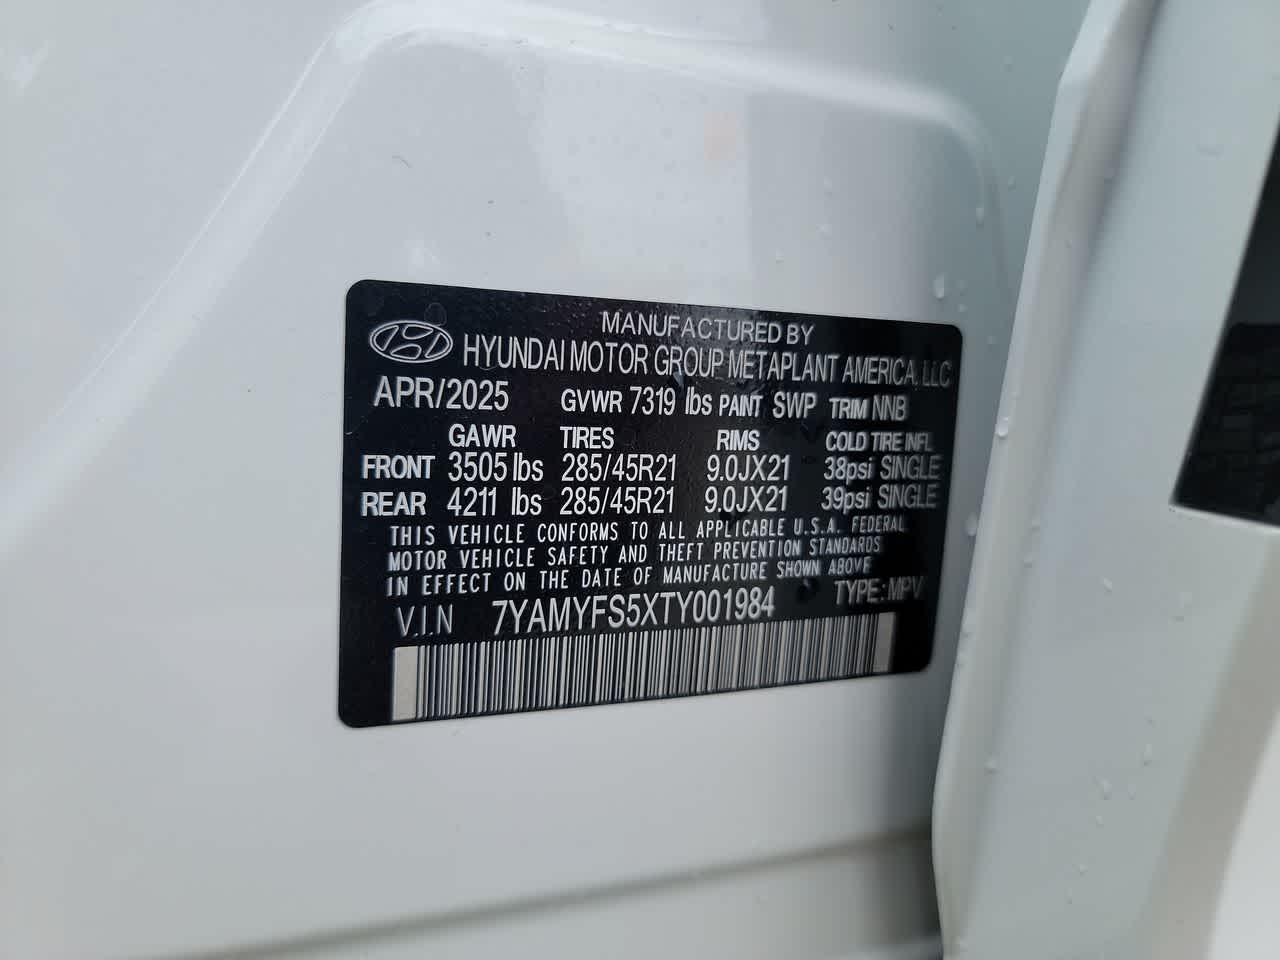 MANUFACTURED BY
HYUNDAI MOTOR GROUP METAPLANT AMERICA, LLC
APR/2025 GVWR 7319 lbs PAINT SWP TRIM NNB
GAWR TIRES RIMS COLD TIRE INFL
FRONT 3505 lbs 285/45R21 9.0JX21 38psi SINGLE
REAR 4211 lbs 285/45R21 9.0JX21 39psi SINGLE
THIS VEHICLE CONFORMS TO ALL APPLICABLE U.S.A. FEDERAL
MOTOR VEHICLE SAFETY AND THEFT PREVENTION STANDARDS
IN EFFECT ON THE DATE OF MANUFACTURE SHOWN ABOVE
V.I.N 7YAMYFS5XTY001984 TYPE: MPV